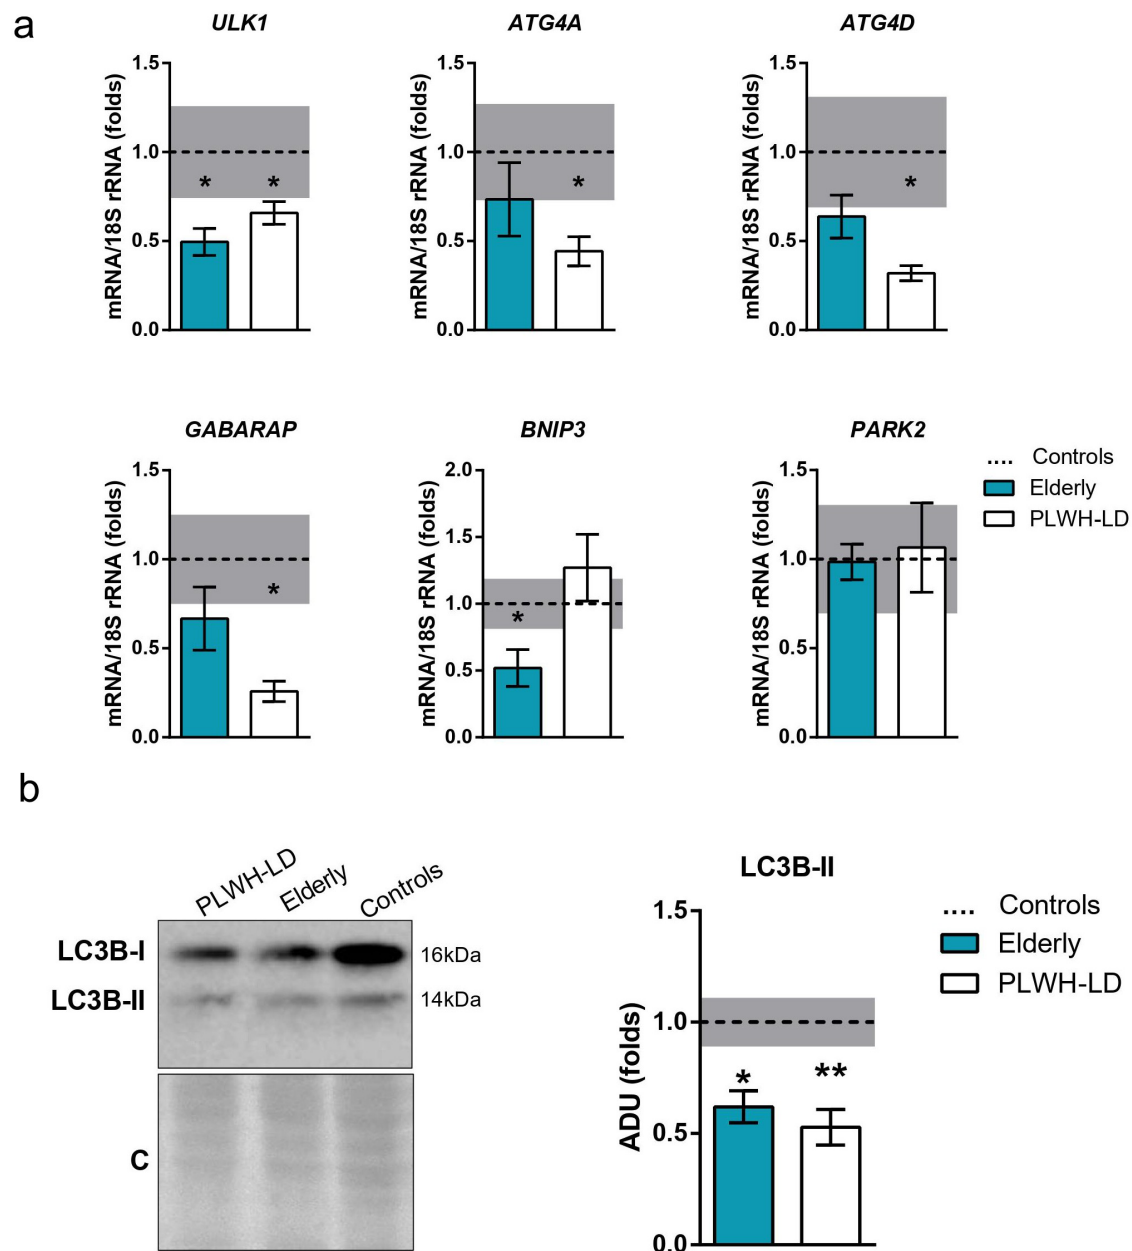 a
ULK1
ATG4A
ATG4D
mRNA/18S rRNA (folds)
1.5
1.0
0.5
0.0
* *
mRNA/18S rRNA (folds)
1.5
1.0
0.5
0.0
*
mRNA/18S rRNA (folds)
1.5
1.0
0.5
0.0
*
GABARAP
BNIP3
PARK2
mRNA/18S rRNA (folds)
1.5
1.0
0.5
0.0
*
mRNA/18S rRNA (folds)
2.0
1.5
1.0
0.5
0.0
*
mRNA/18S rRNA (folds)
1.5
1.0
0.5
0.0
.... Controls
Elderly
PLWH-LD
b
PLWH-LD
Elderly
Controls
LC3B-I
16kDa
LC3B-II
14kDa
C
LC3B-II
ADU (folds)
1.5
1.0
0.5
0.0
* **
.... Controls
Elderly
PLWH-LD